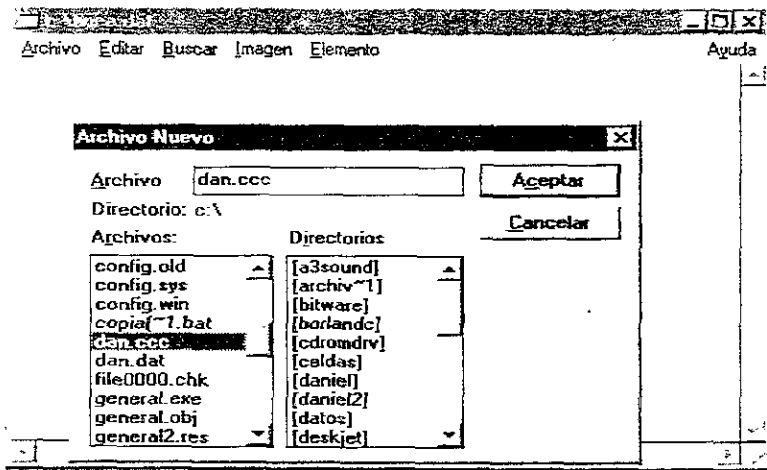 Archivo Editar Buscar Imagen Elemento Ayuda
Archivo Nuevo
Archivo dan.ccc Aceptar
Directorio: c:\ Cancelar
Archivos: Directorios
config.old [a3sound]
config.sys [archiv~1]
config.win [bitware]
copia(~1.bat [borlandc]
dan.ccc [cdromdrv]
dan.dat [celdas]
file0000.chk [daniel]
general.exe [daniel2]
general.obj [datos]
general2.res [deskjet]